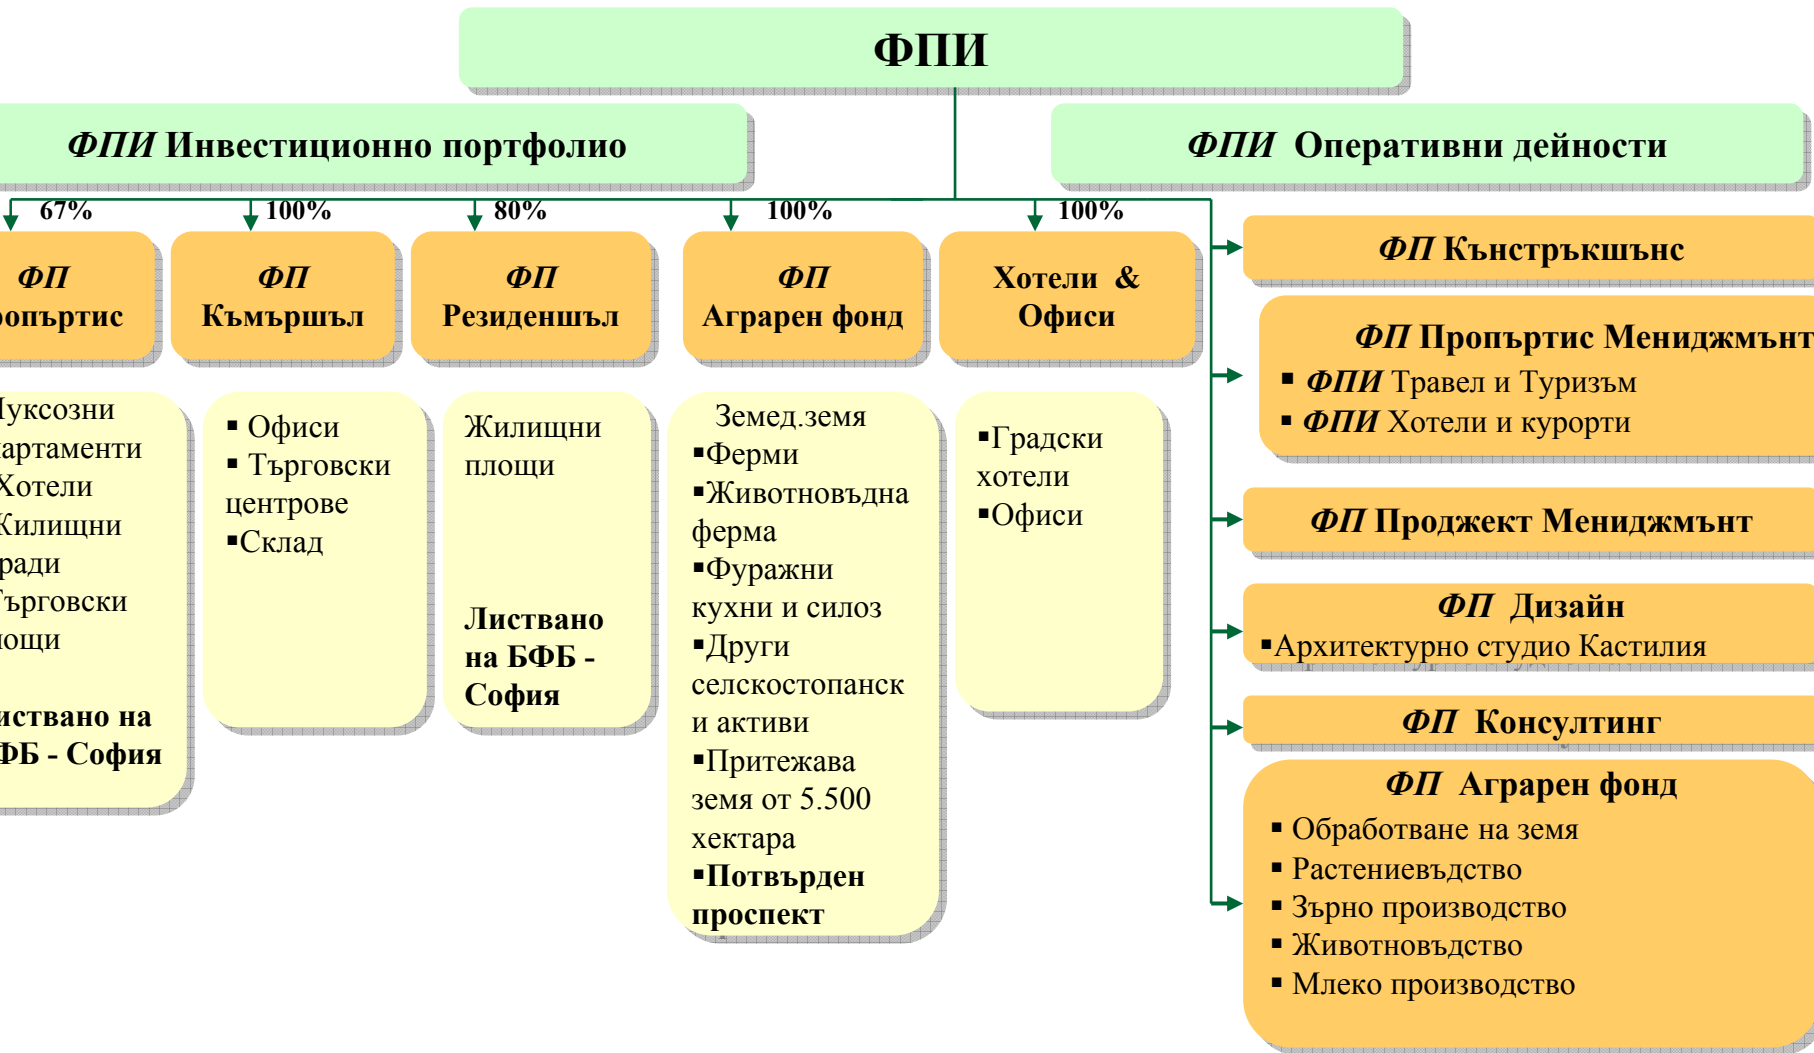 ФПИ
ФПИ Инвестиционно портфолио
ФПИ Оперативни дейности
67%
100%
80%
100%
100%
ФП
ФП
Къмършъл
ФП
Резиденшъл
ФП
Аграрен фонд
Хотели &
Офиси
Хотели
на
- София
▪ Офиси
▪ Търговски
центрове
▪Склад
Жилищни
площи
Листвано
на БФБ -
София
Земед.земя
▪Ферми
▪Животновъдна
ферма
▪Фуражни
кухни и силоз
▪Други
селскостопанск
и активи
▪Притежава
земя от 5.500
хектара
▪Потвърден
проспект
▪Градски
хотели
▪Офиси
ФП Кънстръкшънс
ФП Пропъртис Мениджмънт
▪ ФПИ Травел и Туризъм
▪ ФПИ Хотели и курорти
ФП Проджект Мениджмънт
ФП Дизайн
▪Архитектурно студио Кастилия
ФП Консултинг
ФП Аграрен фонд
▪ Обработване на земя
▪ Растениевъдство
▪ Зърно производство
▪ Животновъдство
▪ Млеко производство